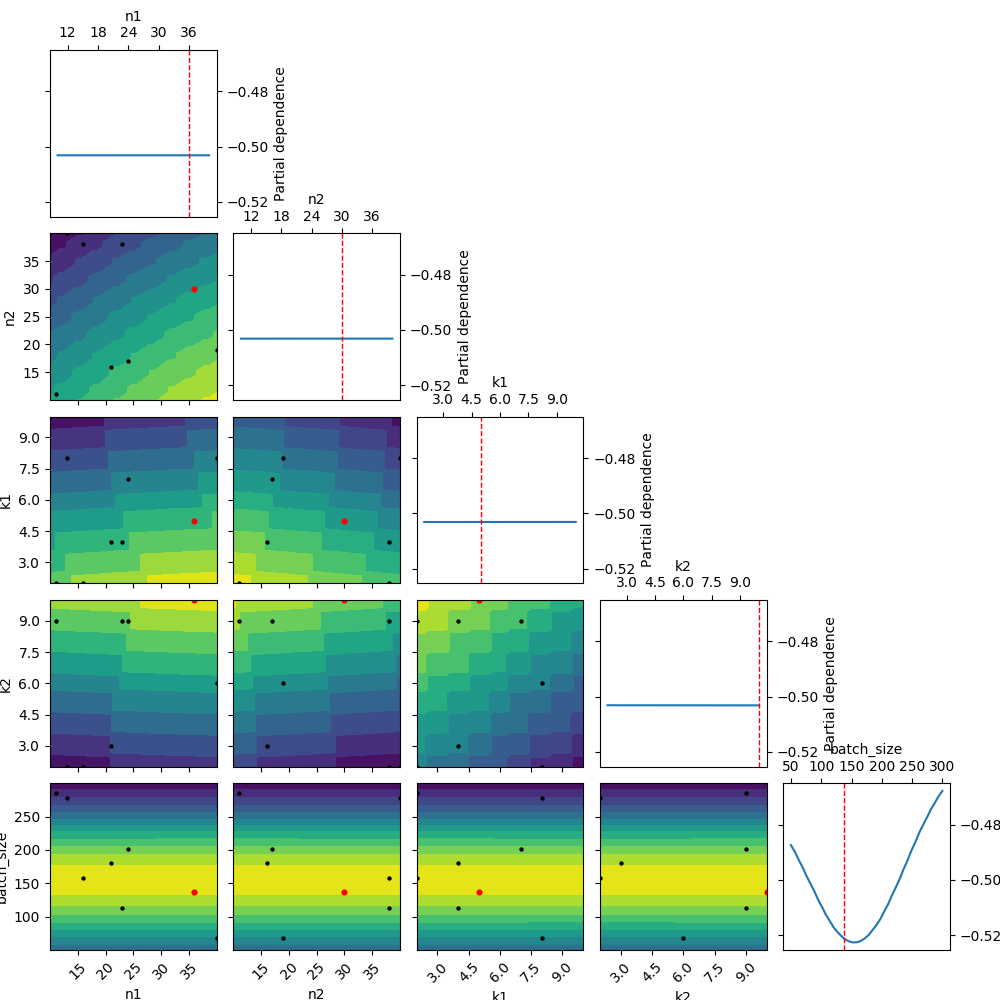 n1
12 18 24 30 36
−0.48
−0.50
−0.52
Partial dependence
n2
12 18 24 30 36
35
30
25
20
15
n2
−0.48
−0.50
−0.52
Partial dependence
k1
3.0 4.5 6.0 7.5 9.0
9.0
7.5
6.0
4.5
3.0
k1
−0.48
−0.50
−0.52
Partial dependence
k2
3.0 4.5 6.0 7.5 9.0
9.0
7.5
6.0
4.5
3.0
k2
−0.48
−0.50
−0.52
Partial dependence
batch_size
50 100 150 200 250 300
250
200
150
100
batch_size
−0.48
−0.50
−0.52
15 20 25 30 35
15 20 25 30 35
3.0 4.5 6.0 7.5 9.0
3.0 4.5 6.0 7.5 9.0
n1
n2
k1
k2